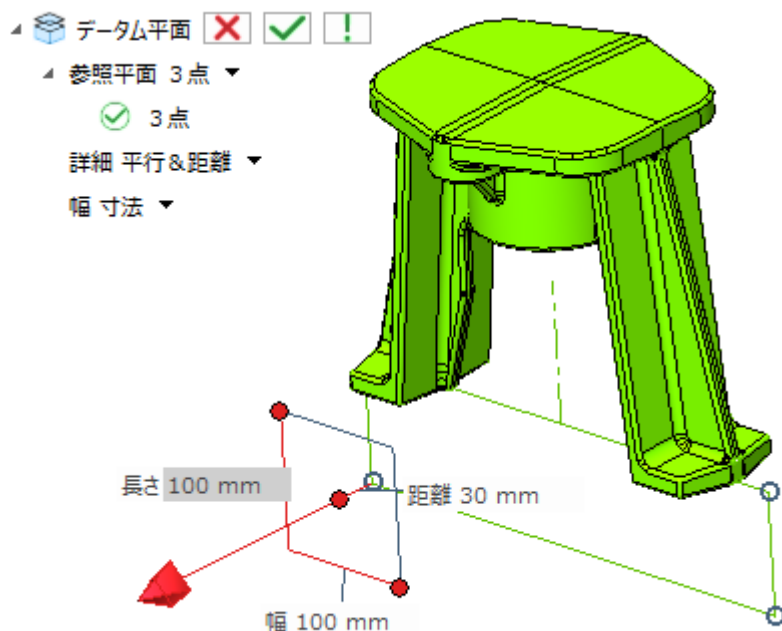 データム平面
参照平面 3点
3点
詳細 平行&距離
幅 寸法
長さ 100 mm
距離 30 mm
幅 100 mm